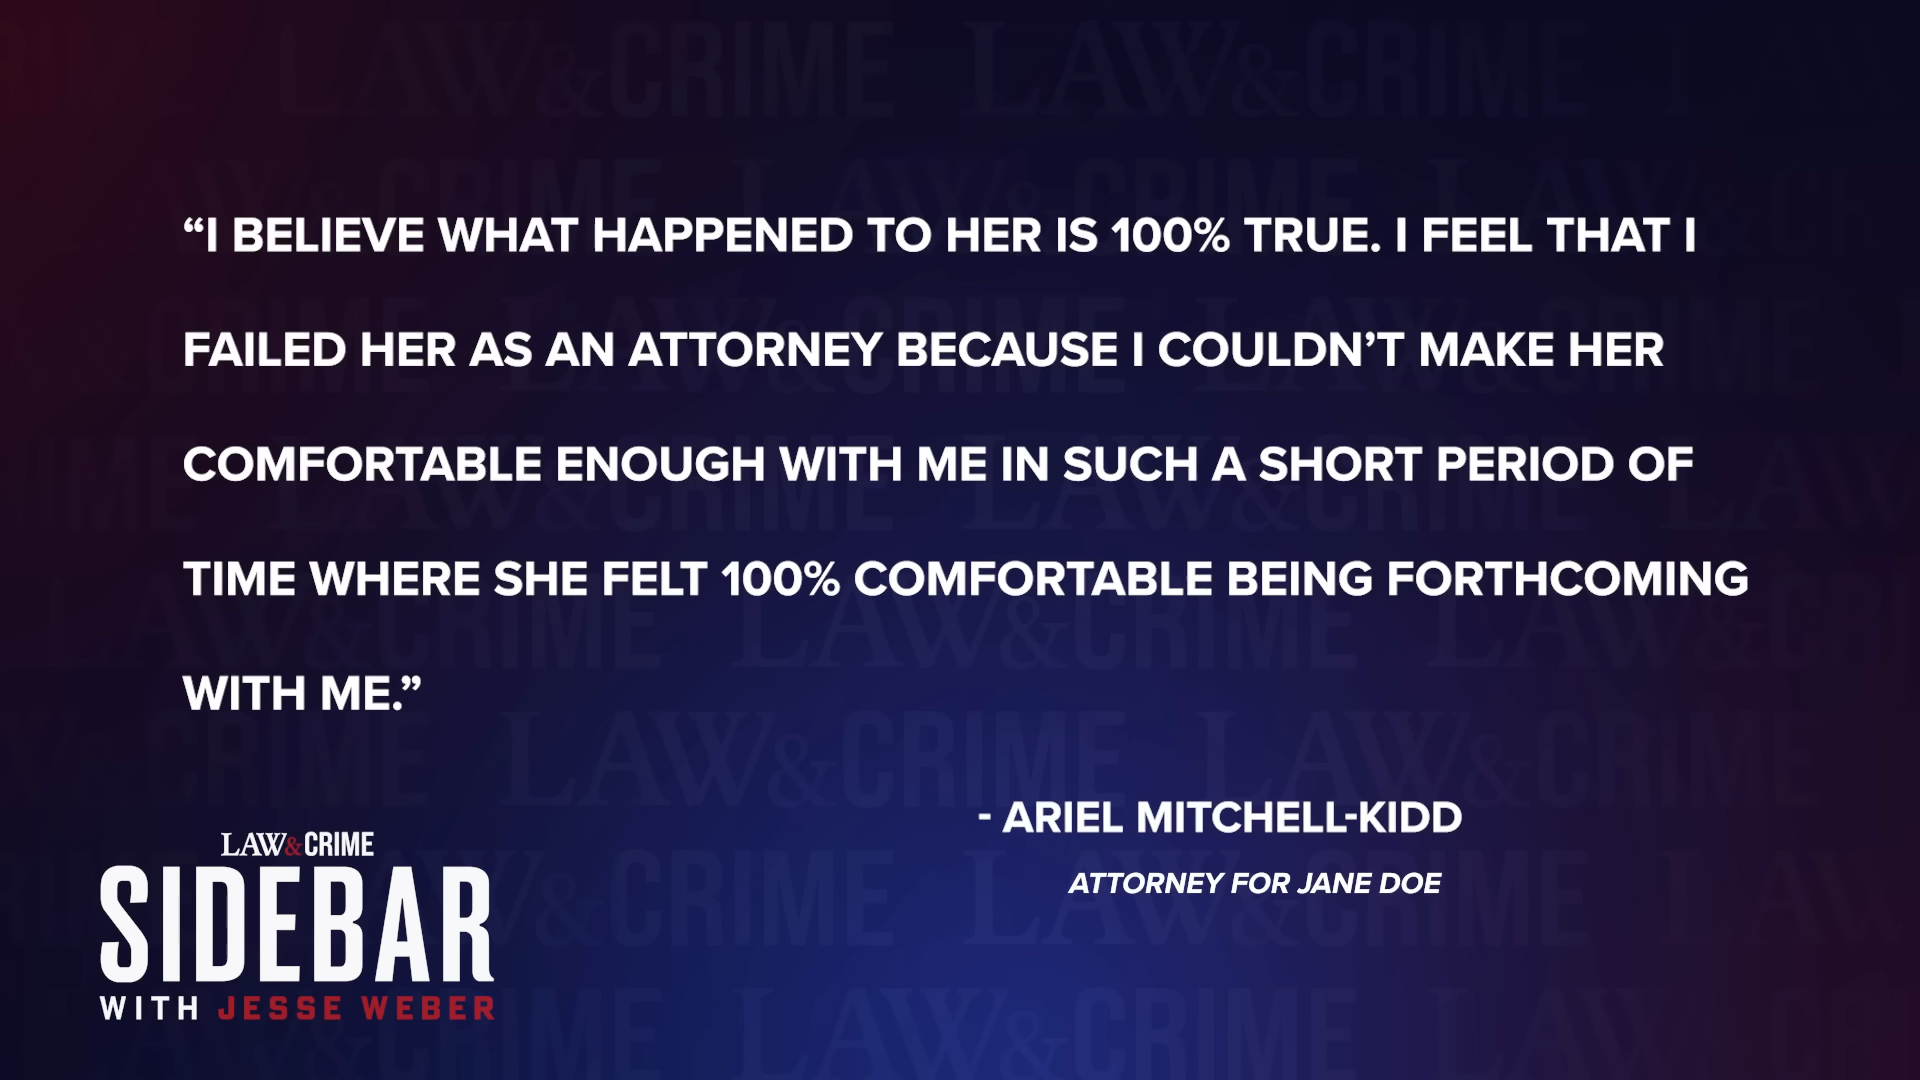 “I BELIEVE WHAT HAPPENED TO HER IS 100% TRUE. I FEEL THAT I
FAILED HER AS AN ATTORNEY BECAUSE I COULDN’T MAKE HER
COMFORTABLE ENOUGH WITH ME IN SUCH A SHORT PERIOD OF
TIME WHERE SHE FELT 100% COMFORTABLE BEING FORTHCOMING
WITH ME.”
- ARIEL MITCHELL-KIDD
ATTORNEY FOR JANE DOE
LAW&CRIME
SIDEBAR
WITH JESSE WEBER